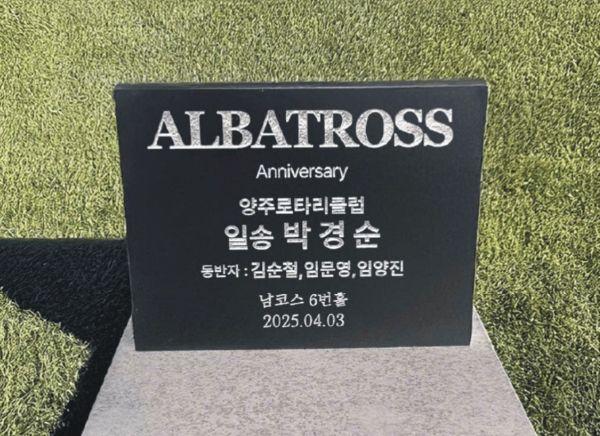 ALBATROSS
Anniversary
양주로타리클럽
일송 박경순
동반자 : 김순철,임문영,임양진
남코스 6번홀
2025.04.03